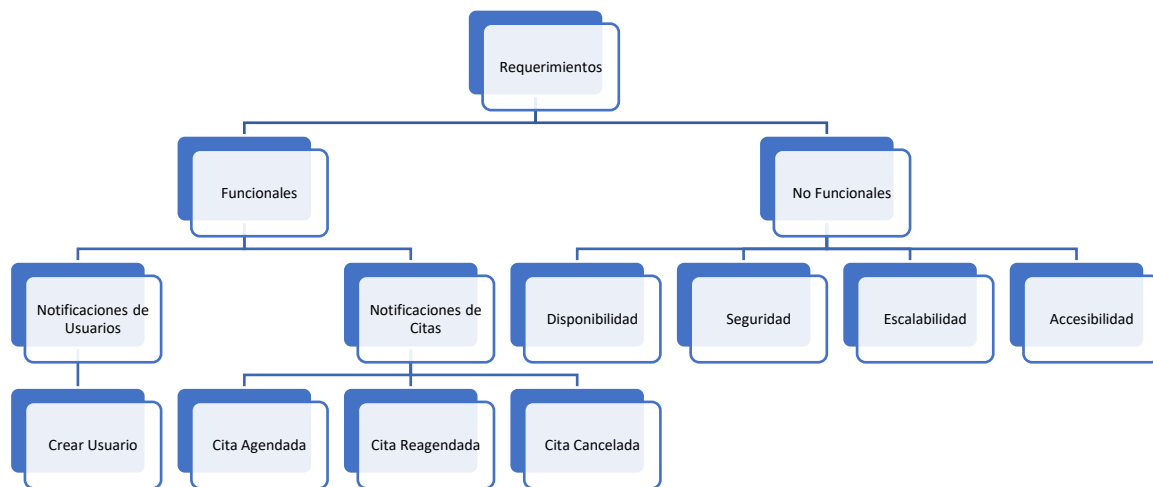 Requerimientos
Funcionales
No Funcionales
Notificaciones de
Usuarios
Notificaciones de
Citas
Disponibilidad
Seguridad
Escalabilidad
Accesibilidad
Crear Usuario
Cita Agendada
Cita Reagendada
Cita Cancelada